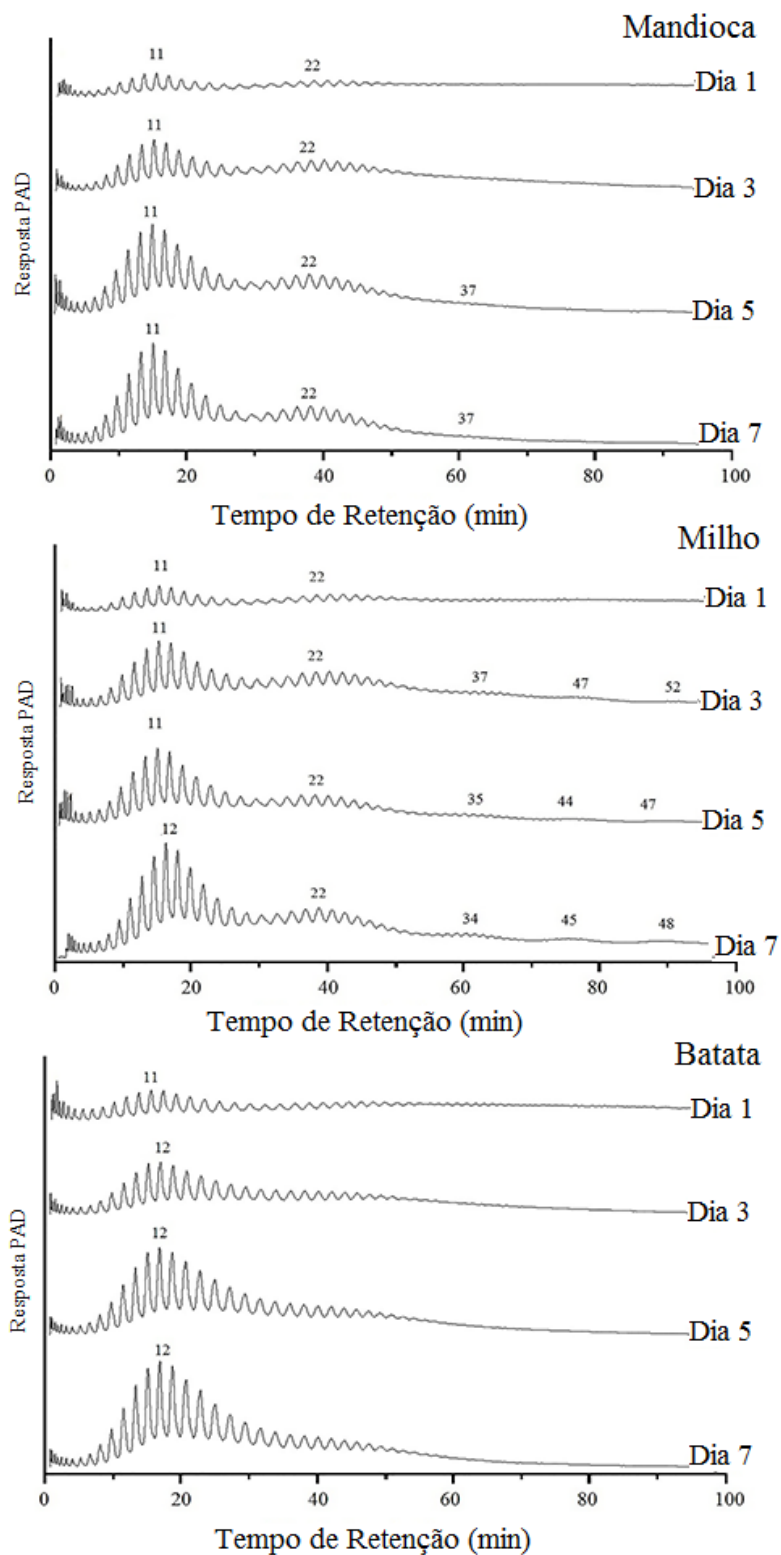 Mandioca
11
22
Dia 1
11
22
Dia 3
11
22
37
Dia 5
11
22
37
Dia 7
Resposta PAD
0 20 40 60 80 100
Tempo de Retenção (min)
Milho
11
22
Dia 1
11
22
37
47
52
Dia 3
11
22
35
44
47
Dia 5
12
22
34
45
48
Dia 7
Resposta PAD
0 20 40 60 80 100
Tempo de Retenção (min)
Batata
11
Dia 1
12
Dia 3
12
Dia 5
12
Dia 7
Resposta PAD
0 20 40 60 80 100
Tempo de Retenção (min)